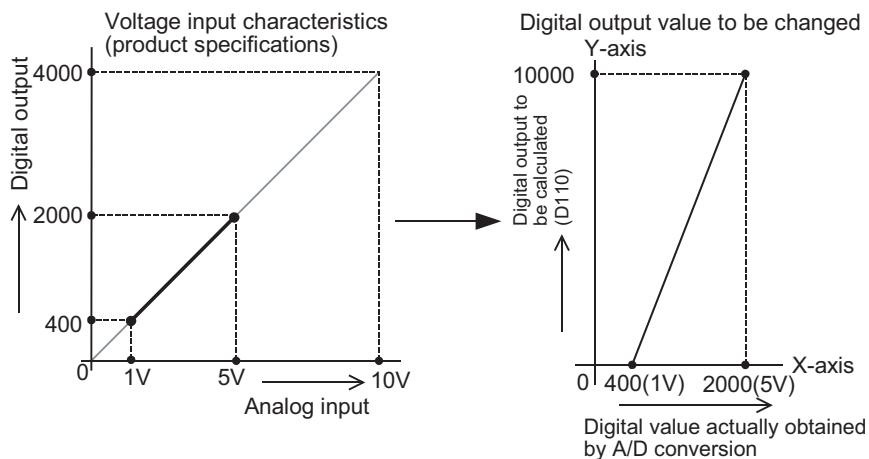 Voltage input characteristics
(product specifications)
4000
2000
400
0
1V
5V
10V
Digital output
Analog input
Digital output value to be changed
Y-axis
10000
Digital output to
be calculated
(D110)
X-axis
0
400(1V)
2000(5V)
Digital value actually obtained
by A/D conversion